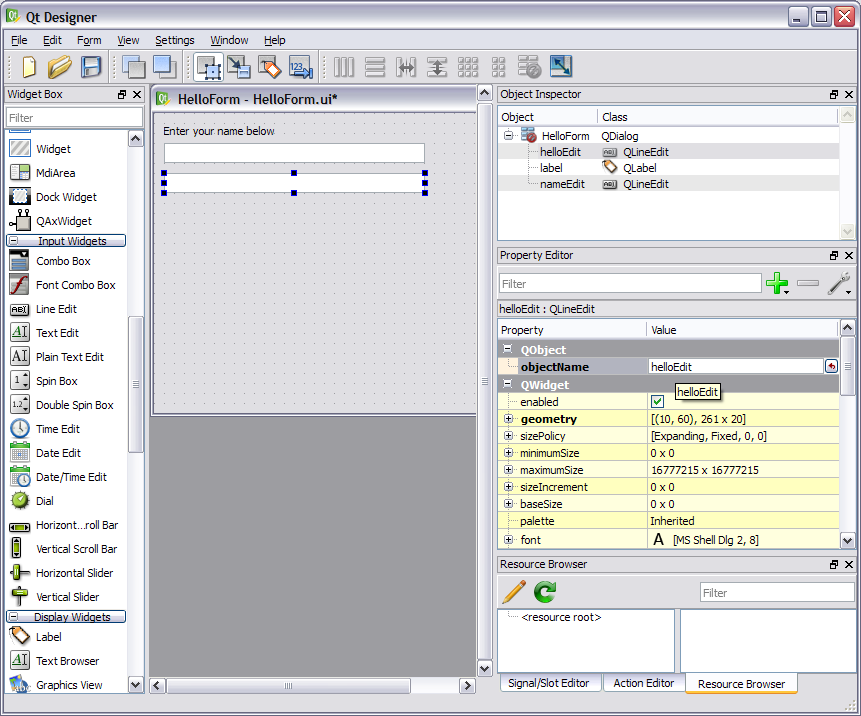 Qt Designer
File Edit Form View Settings Window Help
Widget Box
Filter
Widget
MdiArea
Dock Widget
QAxWidget
Input Widgets
Combo Box
Font Combo Box
Line Edit
Text Edit
Plain Text Edit
Spin Box
Double Spin Box
Time Edit
Date Edit
Date/Time Edit
Dial
Horizont...roll Bar
Vertical Scroll Bar
Horizontal Slider
Vertical Slider
Display Widgets
Label
Text Browser
Graphics View
HelloForm - HelloForm.ui*
Enter your name below
Object Inspector
Object Class
HelloForm QDialog
helloEdit QLineEdit
label QLabel
nameEdit QLineEdit
Property Editor
Filter
helloEdit : QLineEdit
Property Value
QObject
objectName helloEdit
QWidget
helloEdit
enabled
geometry [(10, 60), 261 x 20]
sizePolicy [Expanding, Fixed, 0, 0]
minimumSize 0 x 0
maximumSize 16777215 x 16777215
sizeIncrement 0 x 0
baseSize 0 x 0
palette Inherited
font A [MS Shell Dlg 2, 8]
Resource Browser
Filter
<resource root>
Signal/Slot Editor Action Editor Resource Browser